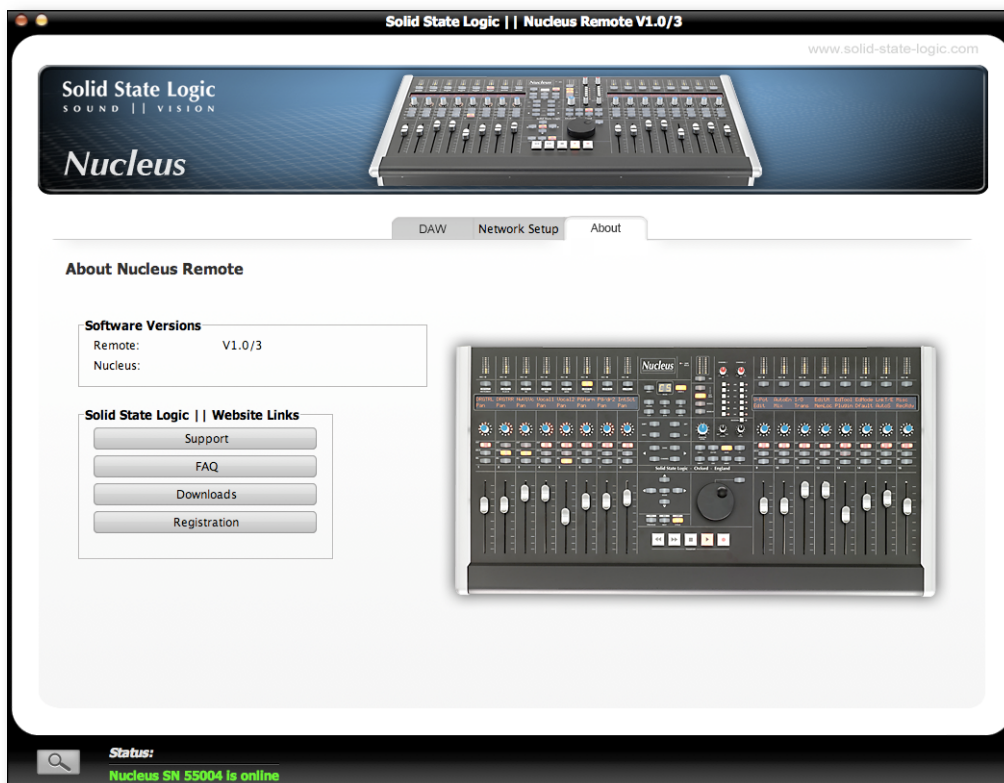 Solid State Logic || Nucleus Remote V1.0/3
www.solid-state-logic.com
Solid State Logic
SOUND || VISION
Nucleus
DAW
Network Setup
About
About Nucleus Remote
Software Versions
Remote: V1.0/3
Nucleus:
Nucleus
Solid State Logic || Website Links
Support
FAQ
Downloads
Registration
Solid State Logic Oxford - England
Status:
Nucleus SN 55004 is online